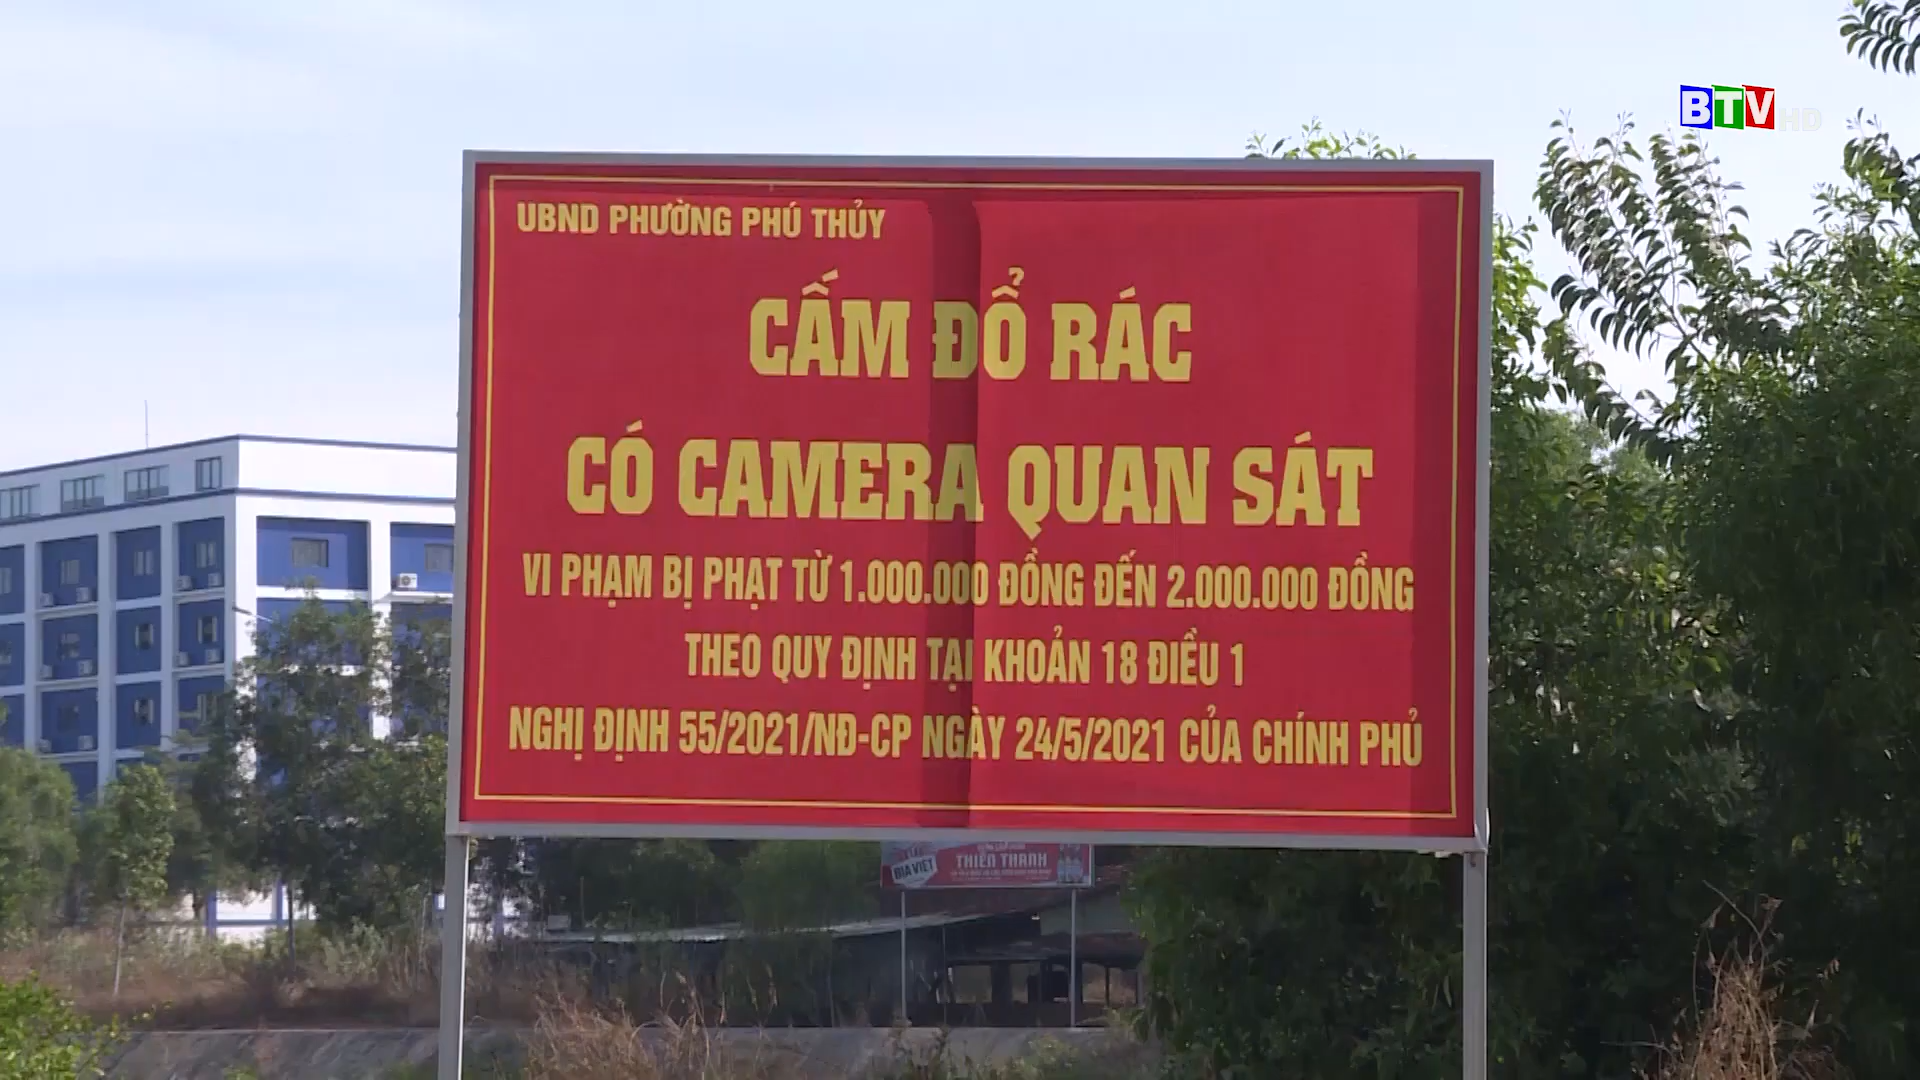 BTV HD
UBND PHƯỜNG PHÚ THỦY
CẤM ĐỔ RÁC
CÓ CAMERA QUAN SÁT
VI PHẠM BỊ PHẠT TỪ 1.000.000 ĐỒNG ĐẾN 2.000.000 ĐỒNG
THEO QUY ĐỊNH TẠI KHOẢN 18 ĐIỀU 1
NGHỊ ĐỊNH 55/2021/NĐ-CP NGÀY 24/5/2021 CỦA CHÍNH PHỦ
BIA VIỆT
THIÊN THANH